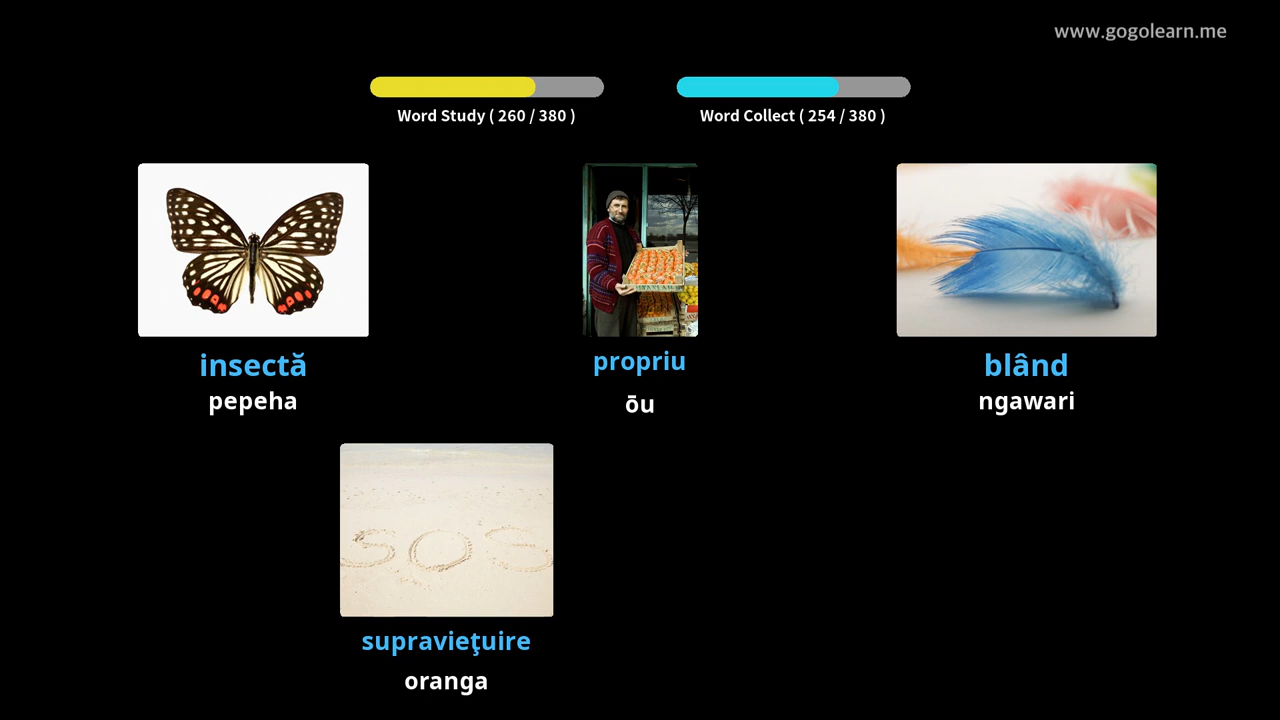 www.gogolearn.me
Word Study ( 260 / 380 )
Word Collect ( 254 / 380 )
insectă
pepeha
propriu
ōu
blând
ngawari
SOS
supravieţuire
oranga